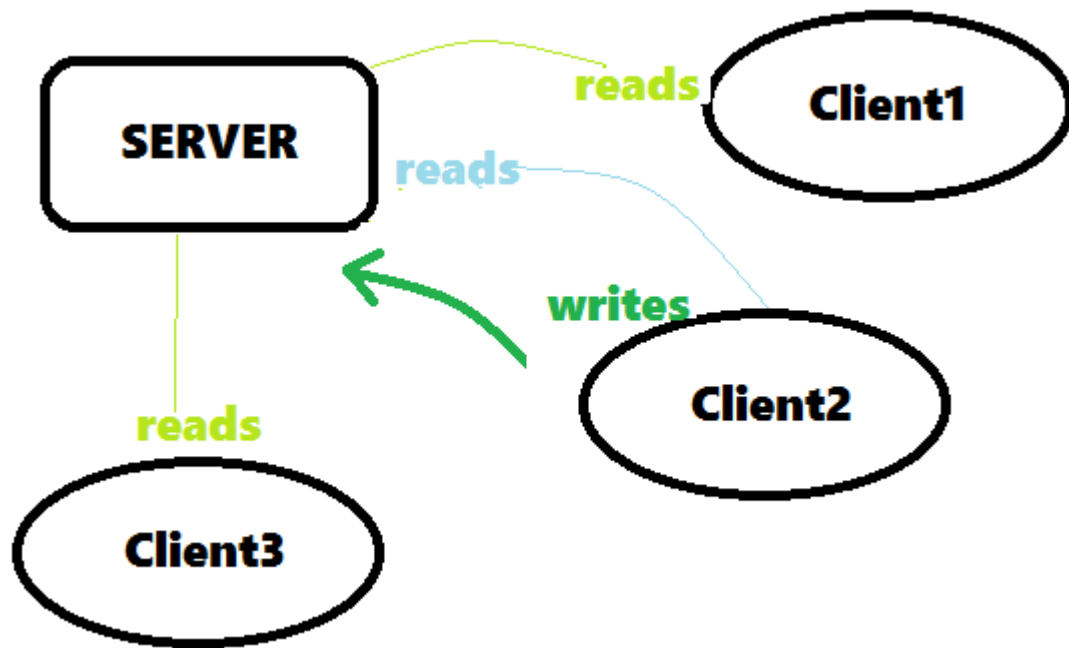 reads
Client1
SERVER
reads
writes
Client2
reads
Client3